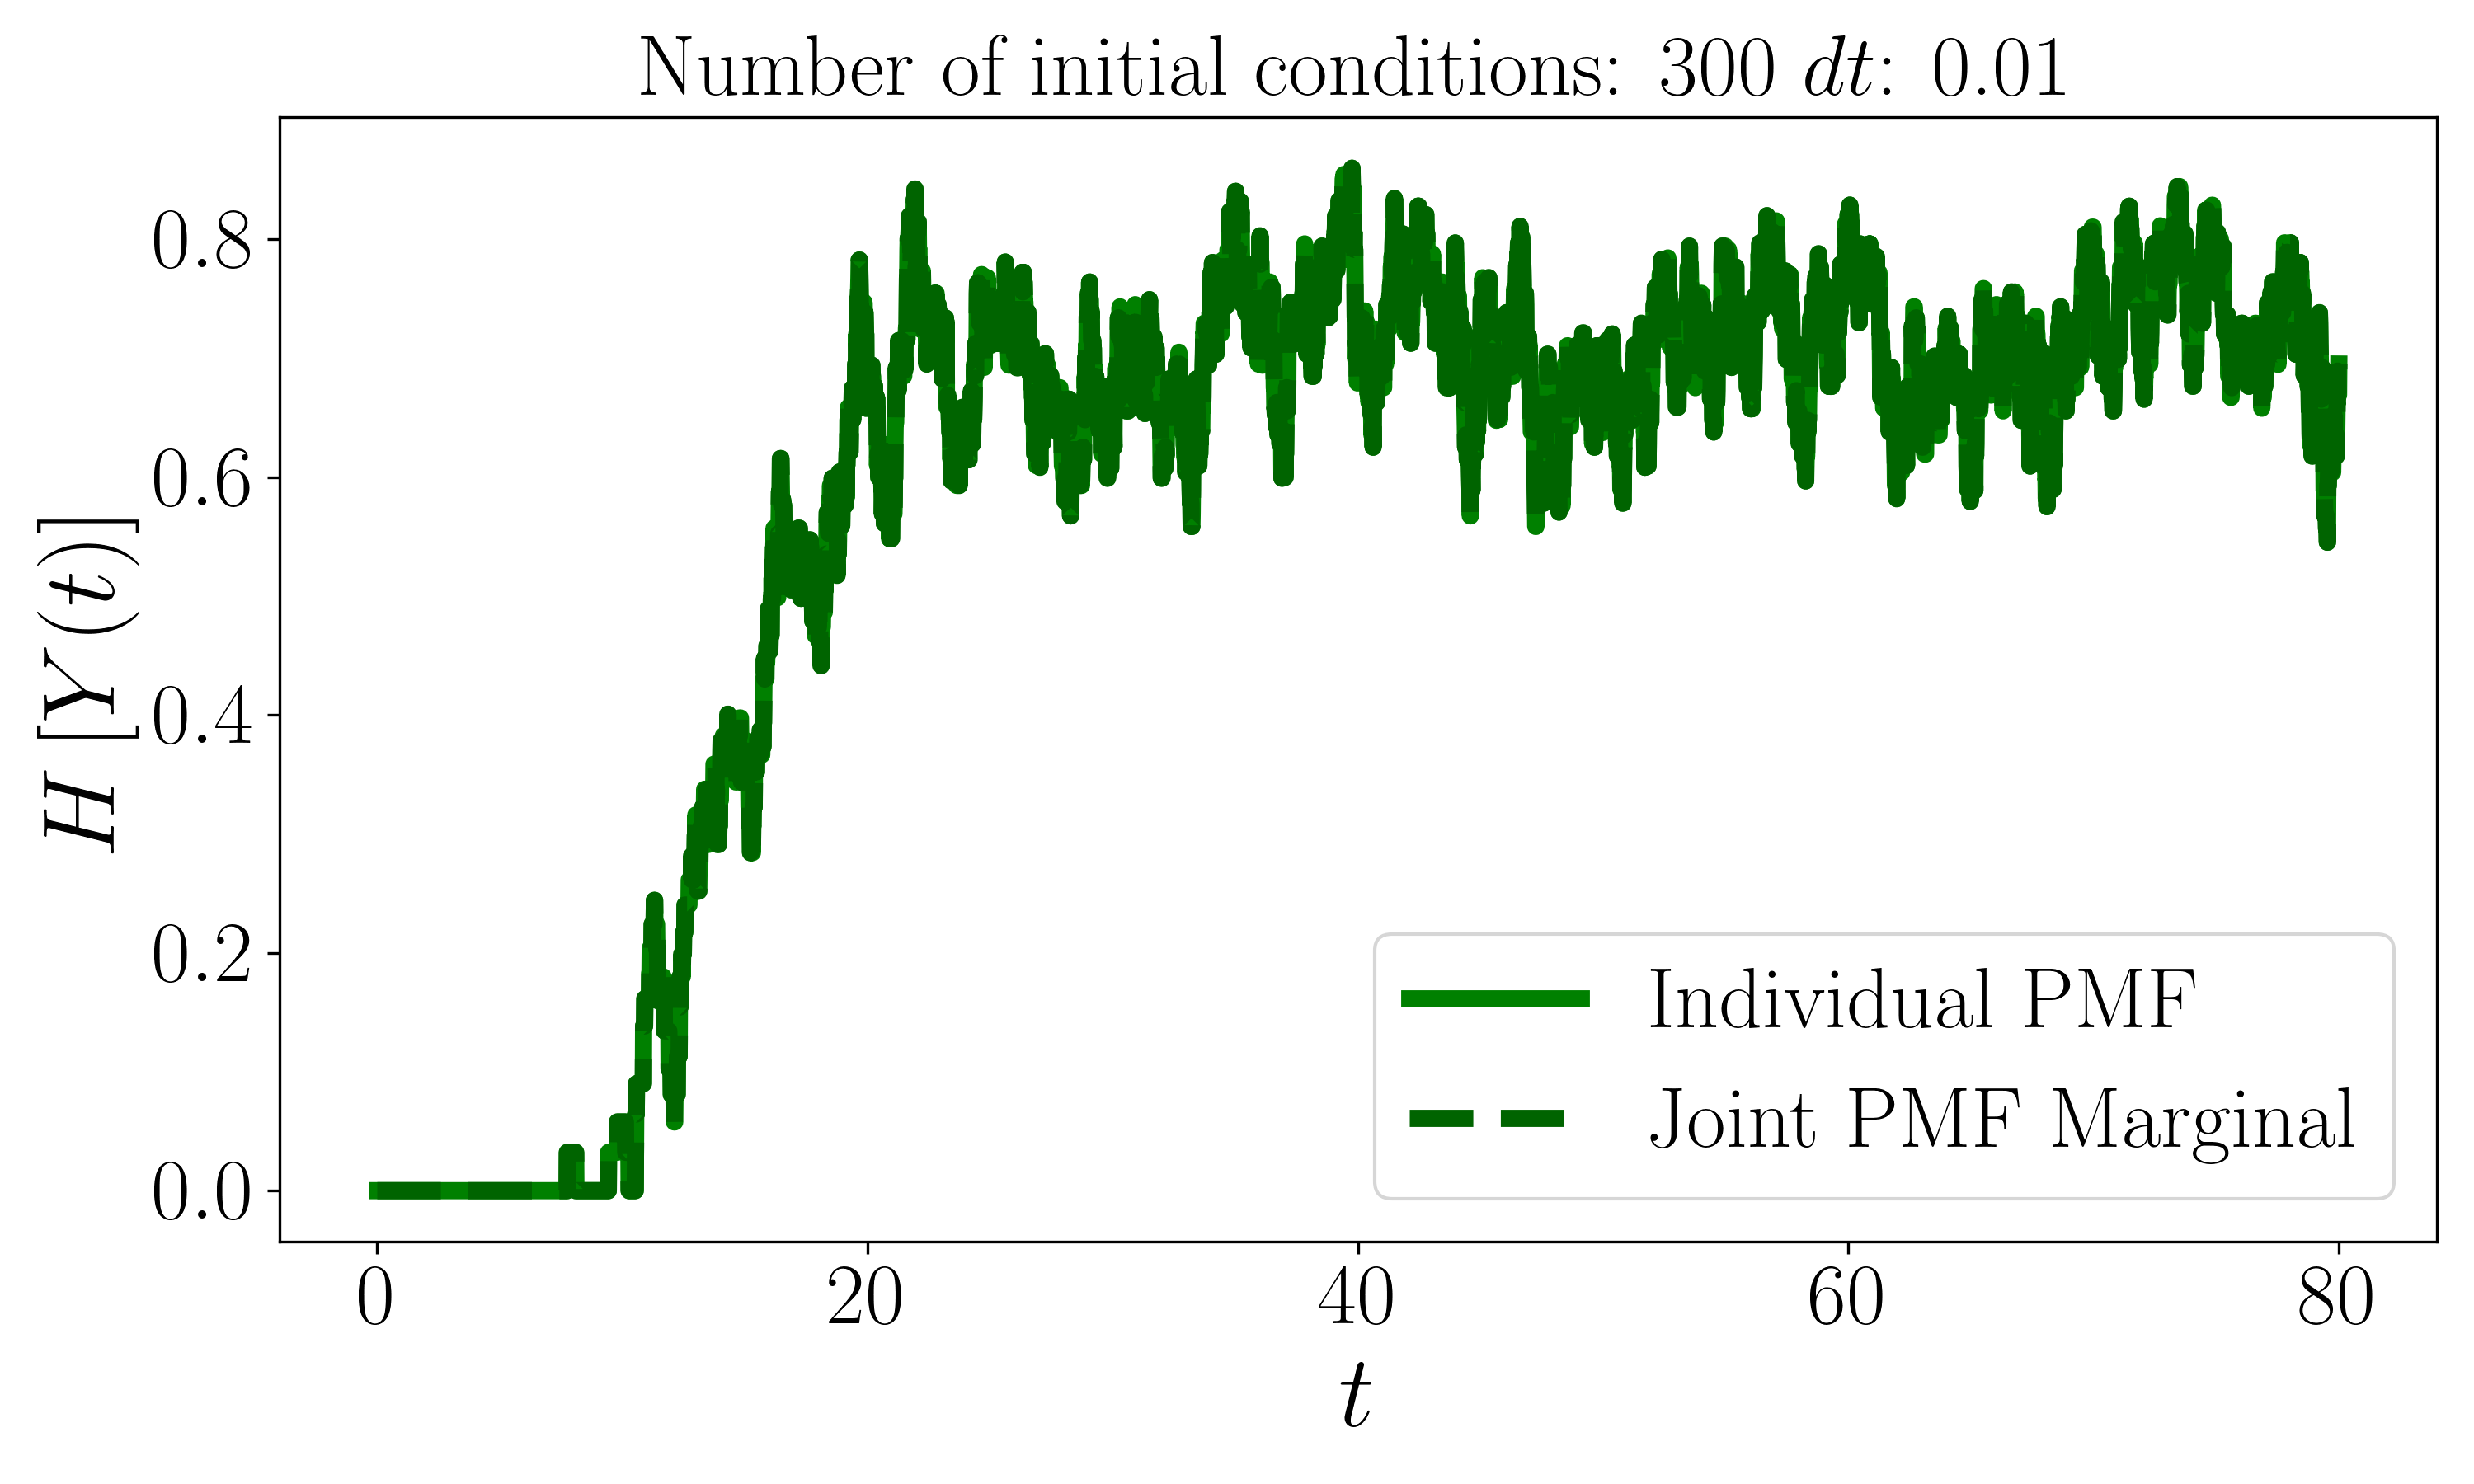 Number of initial conditions: 300 dt: 0.01
H [Y(t)]
0.8
0.6
0.4
0.2
0.0
Individual PMF
Joint PMF Marginal
0 20 40 60 80
t